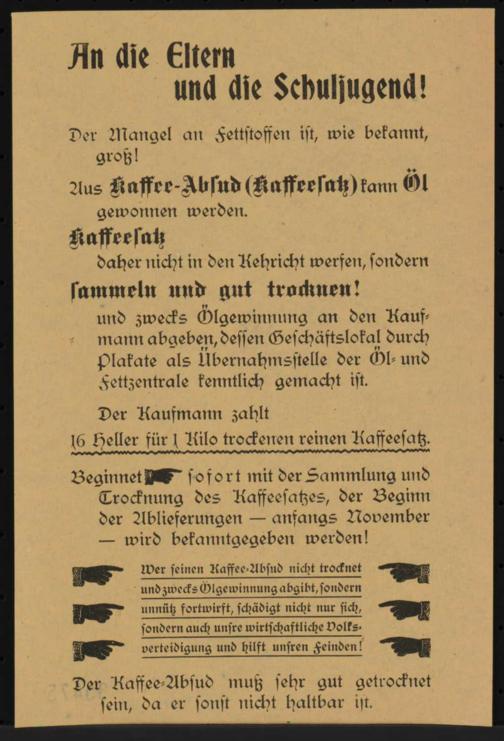 An die Eltern
und die Schuljugend!
Der Mangel an Fettstoffen ist, wie bekannt,
groß!
Aus Kaffee-Absud (Kaffeesatz) kann Öl
gewonnen werden.
Kaffeesatz
daher nicht in den Kehricht werfen, sondern
sammeln und gut trocknen!
und zwecks Ölgewinnung an den Kauf-
mann abgeben, dessen Geschäftslokal durch
Plakate als Übernahmsstelle der Öl- und
Fettzentrale kenntlich gemacht ist.
Der Kaufmann zahlt
16 Heller für 1 Kilo trockenen reinen Kaffeesatz.
Beginnet sofort mit der Sammlung und
Trocknung des Kaffeesatzes, der Beginn
der Ablieferungen — anfangs November
— wird bekanntgegeben werden!
Wer seinen Kaffee-Absud nicht trocknet
und zwecks Ölgewinnung abgibt, sondern
unnütz fortwirft, schädigt nicht nur sich,
sondern auch unsre wirtschaftliche Volks-
verteidigung und hilft unsren Feinden!
Der Kaffee-Absud muß sehr gut getrocknet
sein, da er sonst nicht haltbar ist.